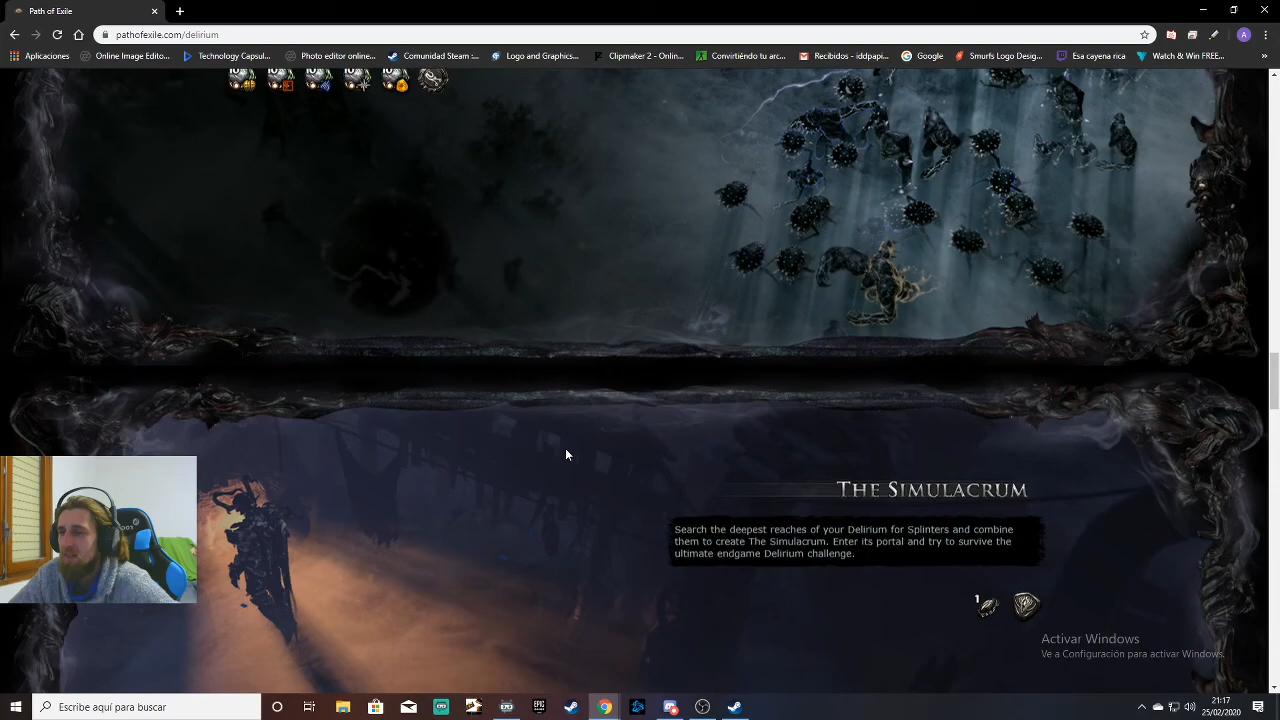 Path of Exile
pathofexile.com/delirium
Aplicaciones
Online Image Edito...
Technology Capsul...
Photo editor online...
Comunidad Steam :...
Logo and Graphics...
Clipmaker 2 - Onlin...
Convirtiéndo tu arc...
Recibidos - iddpapi...
Google
Smurfs Logo Desig...
Esa cayena rica
Watch & Win FREE...
A
THE SIMULACRUM
Search the deepest reaches of your Delirium for Splinters and combine
them to create The Simulacrum. Enter its portal and try to survive the
ultimate endgame Delirium challenge.
1
Activar Windows
Ve a Configuración para activar Windows.
Escribe aquí para buscar
EPIC
21:17
25/02/2020